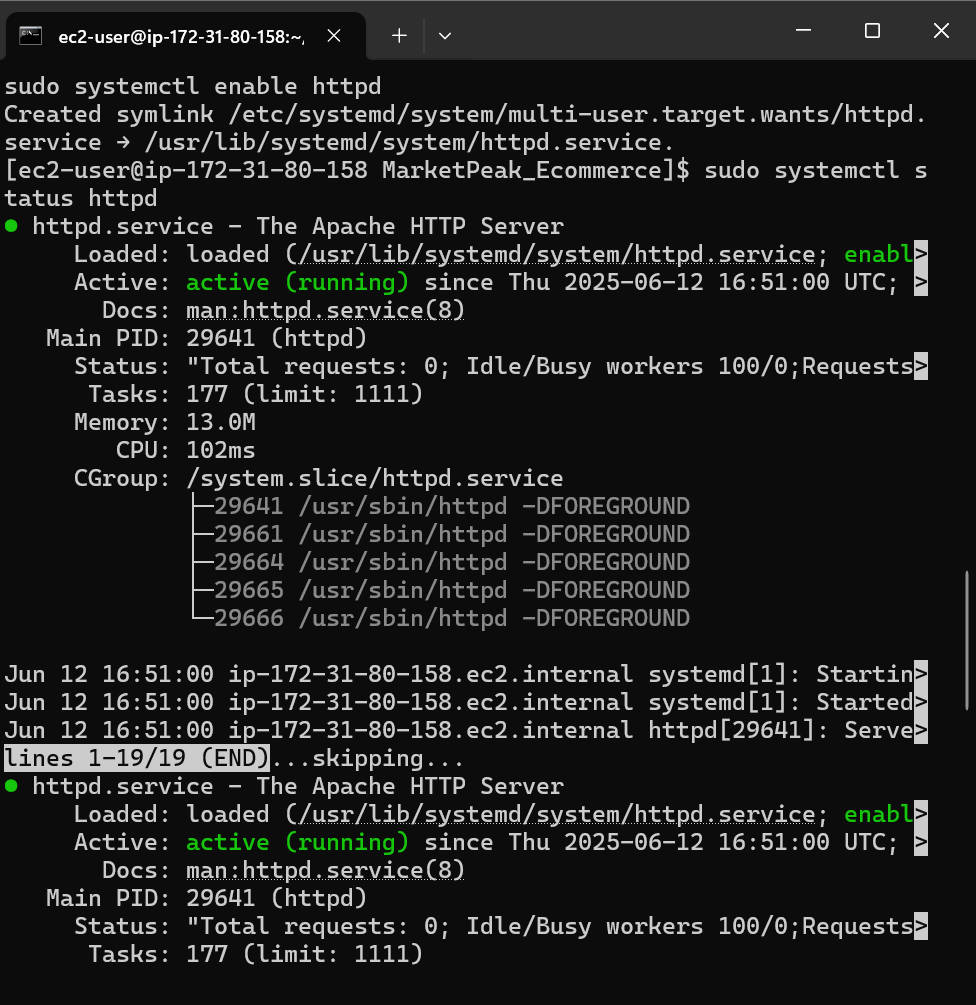 ec2-user@ip-172-31-80-158:~,
sudo systemctl enable httpd
Created symlink /etc/systemd/system/multi-user.target.wants/httpd.
service → /usr/lib/systemd/system/httpd.service.
[ec2-user@ip-172-31-80-158 MarketPeak_Ecommerce]$ sudo systemctl s
tatus httpd
● httpd.service - The Apache HTTP Server
     Loaded: loaded (/usr/lib/systemd/system/httpd.service; enabl>
     Active: active (running) since Thu 2025-06-12 16:51:00 UTC; >
       Docs: man:httpd.service(8)
   Main PID: 29641 (httpd)
     Status: "Total requests: 0; Idle/Busy workers 100/0;Requests>
      Tasks: 177 (limit: 1111)
     Memory: 13.0M
        CPU: 102ms
     CGroup: /system.slice/httpd.service
             ├─29641 /usr/sbin/httpd -DFOREGROUND
             ├─29661 /usr/sbin/httpd -DFOREGROUND
             ├─29664 /usr/sbin/httpd -DFOREGROUND
             ├─29665 /usr/sbin/httpd -DFOREGROUND
             └─29666 /usr/sbin/httpd -DFOREGROUND
Jun 12 16:51:00 ip-172-31-80-158.ec2.internal systemd[1]: Startin>
Jun 12 16:51:00 ip-172-31-80-158.ec2.internal systemd[1]: Started>
Jun 12 16:51:00 ip-172-31-80-158.ec2.internal httpd[29641]: Serve>
lines 1-19/19 (END)...skipping...
● httpd.service - The Apache HTTP Server
     Loaded: loaded (/usr/lib/systemd/system/httpd.service; enabl>
     Active: active (running) since Thu 2025-06-12 16:51:00 UTC; >
       Docs: man:httpd.service(8)
   Main PID: 29641 (httpd)
     Status: "Total requests: 0; Idle/Busy workers 100/0;Requests>
      Tasks: 177 (limit: 1111)